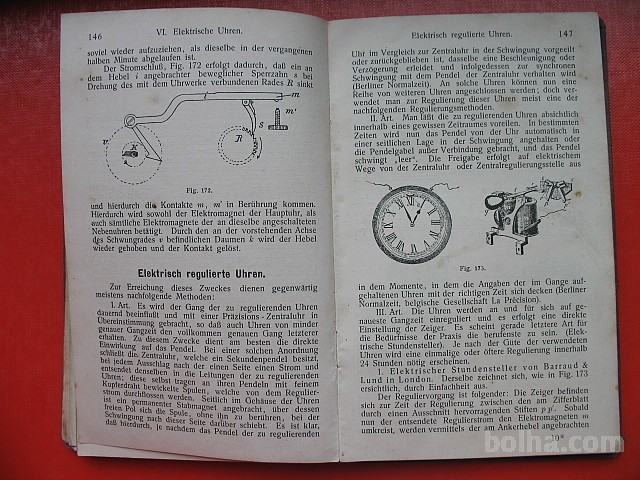 146 VI. Elektrische Uhren.
soviel wieder aufzuziehen, als dieselbe in der vergangenen
halben Minute abgelaufen ist.
Der Stromschluß, Fig. 172 erfolgt dadurch, daß ein an
dem Hebel i angebrachter beweglicher Sperrzahn s bei
Drehung des mit dem Uhrwerke verbundenen Rades R sinkt
m
m'
s
R
v
K
Fig. 172.
und hierdurch die Kontakte m, m' in Berührung kommen.
Hierdurch wird sowohl der Elektromagnet der Hauptuhr, als
auch sämtliche Elektromagnete der an dieselbe angeschalteten
Nebenuhren betätigt. Durch den an der vorstehenden Achse
des Schwungrades v befindlichen Daumen k wird der Hebel
wieder gehoben und der Kontakt gelöst.
Elektrisch regulierte Uhren.
Zur Erreichung dieses Zweckes dienen gegenwärtig
meistens nachfolgende Methoden:
I. Art. Es wird der Gang der zu regulierenden Uhren
dauernd beeinflußt und mit einer Präzisions-Zentraluhr in
Übereinstimmung gebracht, so daß auch Uhren von minder
genauer Gangzeit den vollkommen genauen Gang letzterer
erhalten. Zu diesem Zwecke dient am besten die direkte
Einwirkung auf das Pendel. Bei einer solchen Anordnung
schließt die Zentraluhr, welche ein Sekundenpendel besitzt,
bei jedem Ausschlag nach der einen Seite einen Strom und
entsendet denselben in die Leitungen der zu regulierenden
Uhren; diese selbst tragen an ihren Pendeln mit feinem
Kupferdraht bewickelte Spulen, welche von dem Regulier-
strom durchflossen werden. Seitlich im Gehäuse der Uhren
ist ein permanenter Stabmagnet angebracht, über dessen
freien Pol sich die Spule, ohne ihn zu berühren, bei der
Schwingung nach dieser Seite darüber schiebt. Es ist klar,
daß hierdurch, je nachdem das Pendel der zu regulierenden
Elektrisch regulierte Uhren. 147
Uhr im Vergleich zur Zentraluhr in der Schwingung vorgeeilt
oder zurückgeblieben ist, dasselbe eine Beschleunigung oder
Verzögerung erleidet und infolgedessen zur synchronen
Schwingung mit dem Pendel der Zentraluhr verhalten wird
(Berliner Normalzeit). An solche Uhren können nun eine
Reihe von weiteren Uhren angeschlossen werden; doch ver-
wendet man zur Regulierung dieser Uhren meist eine der
nachfolgenden Regulierungsmethoden.
II. Art. Man läßt die zu regulierenden Uhren absichtlich
innerhalb eines gewissen Zeitraumes voreilen. In bestimmten
Zeiten wird nun das Pendel von der Uhr automatisch in
einer seitlichen Lage in der Schwingung angehalten oder
die Pendelgabel außer Verbindung gebracht, und das Pendel
schwingt „leer“. Die Freigabe erfolgt auf elektrischem
Wege von der Zentraluhr oder Zentralregulierungsstelle aus
Fig. 173.
in dem Momente, in dem die Angaben der im Gange aufge-
haltenen Uhren mit der richtigen Zeit sich decken (Berliner
Normalzeit, belgische Gesellschaft La Précision).
III. Art. Die Uhren werden an und für sich auf ge-
naueste Gangzeit einreguliert und es erfolgt eine direkte
Einstellung der Zeiger. Es scheint gerade letztere Art für
die Bedürfnisse der Praxis die berufenste zu sein. (Elek-
trische Stundensteller). Je nach der Güte der verwendeten
Uhren wird eine einmalige oder öftere Regulierung innerhalb
24 Stunden nötig erscheinen.
1. Elektrischer Stundensteller von Barraud &
Lund in London. Derselbe zeichnet sich, wie in Fig. 173
ersichtlich, durch Einfachheit aus.
Der Regulierungsvorgang ist folgender: Die Zeiger befinden
sich zur Zeit der Regulierung zwischen den am Zifferblatt
durch einen Ausschnitt hervorragenden Stiften p p'. Sobald
nun der entsendete Regulierstrom den Elektromagneten m
umkreist, werden vermittels der am Ankerhebel angebrachten
10*
bolha.com